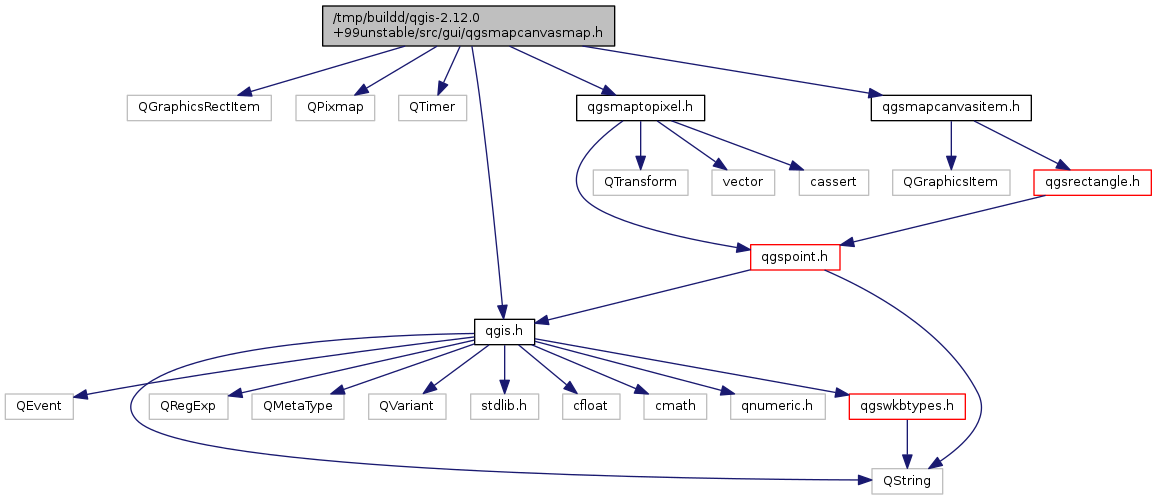 /tmp/buildd/qgis-2.12.0
+99unstable/src/gui/qgsmapcanvasmap.h
QGraphicsRectItem
QPixmap
QTimer
qgsmaptopixel.h
qgsmapcanvasitem.h
QTransform
vector
cassert
QGraphicsItem
qgsrectangle.h
qgspoint.h
qgis.h
QEvent
QRegExp
QMetaType
QVariant
stdlib.h
cfloat
cmath
qnumeric.h
qgswkbtypes.h
QString